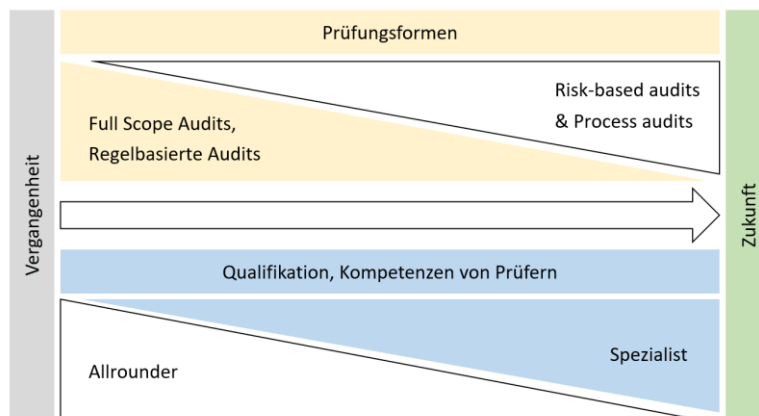 Prüfungsformen
Risk-based audits
& Process audits
Full Scope Audits,
Regelbasierte Audits
Vergangenheit
Zukunft
Qualifikation, Kompetenzen von Prüfern
Spezialist
Allrounder